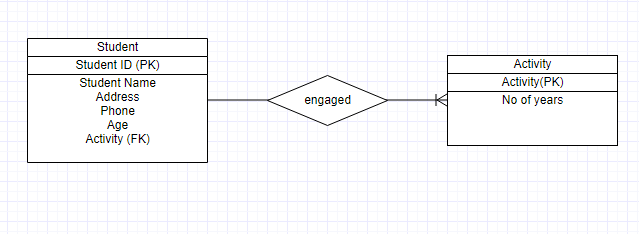 Student
Student ID (PK)
Student Name
Address
Phone
Age
Activity (FK)
engaged
Activity
Activity(PK)
No of years